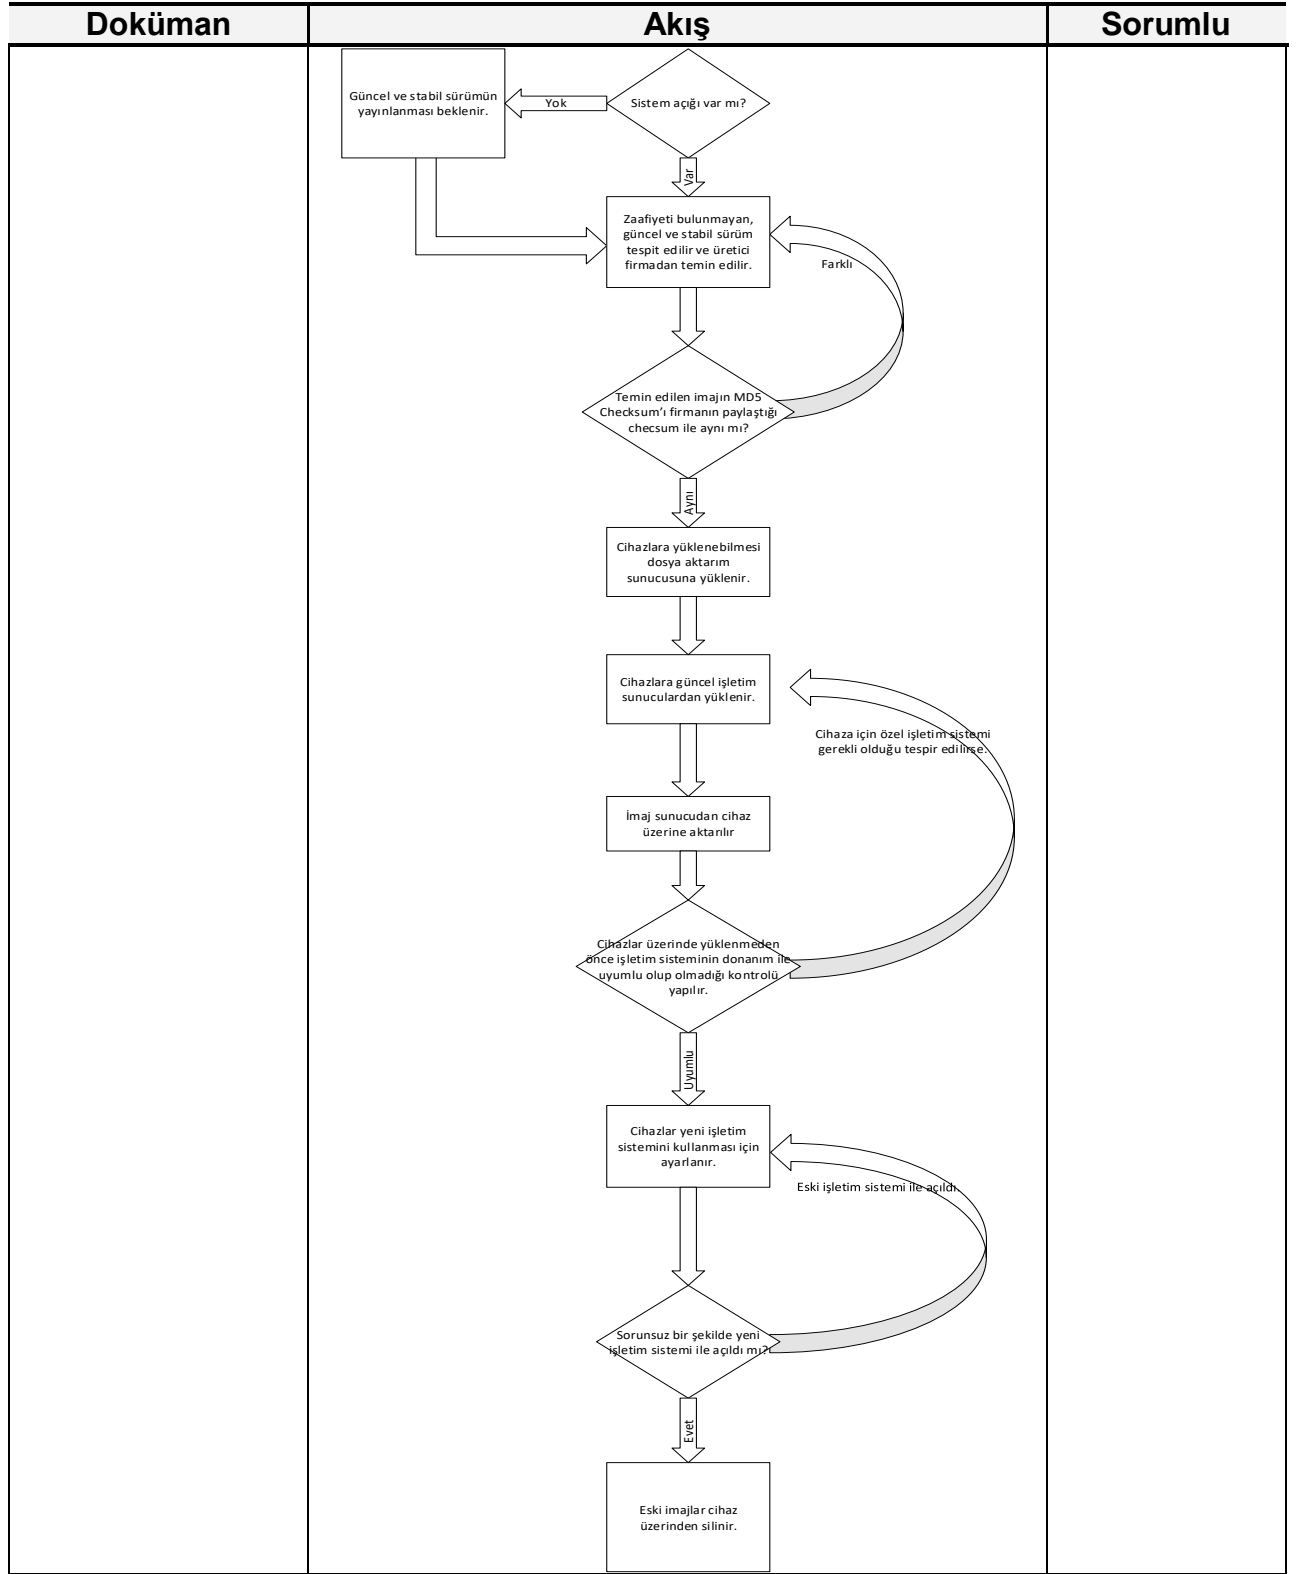 Doküman
Akış
Sorumlu
Güncel ve stabil sürümün
yayınlanması beklenir.
Yok
Sistem açığı var mı?
Var
Zaafiyeti bulunmayan,
güncel ve stabil sürüm
tespit edilir ve üretici
firmadan temin edilir.
Farklı
Temin edilen imajın MD5
Checksum’ı firmanın paylaştığı
checsum ile aynı mı?
Aynı
Cihazlara yüklenebilmesi
dosya aktarım
sunucusuna yüklenir.
Cihazlara güncel işletim
sunuculardan yüklenir.
Cihaza için özel işletim sistemi
gerekli olduğu tespir edilirse.
İmaj sunucudan cihaz
üzerine aktarılır
Cihazlar üzerinde yüklenmeden
önce işletim sisteminin donanım ile
uyumlu olup olmadığı kontrolü
yapılır.
Uyumlu
Cihazlar yeni işletim
sistemini kullanması için
ayarlanır.
Eski işletim sistemi ile açıldı.
Sorunsuz bir şekilde yeni
işletim sistemi ile açıldı mı?
Evet
Eski imajlar cihaz
üzerinden silinir.